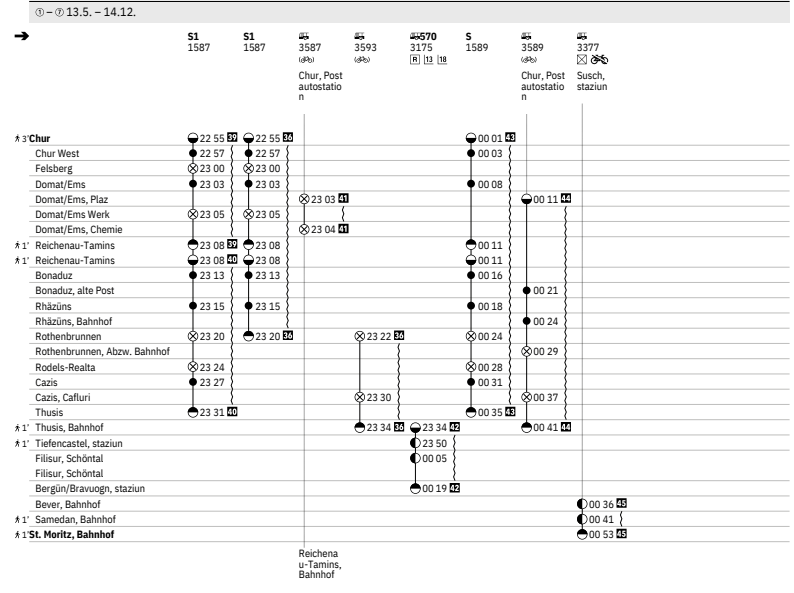 ① – ⑦ 13.5. – 14.12.
➔ S1 S1 570 S
1587 1587 3587 3593 3175 1589 3589 3377
R 13 18
Chur, Post Chur, Post Susch,
autostatio autostatio staziun
n n
3' Chur 22 55 39 22 55 36 00 01 43
Chur West 22 57 22 57 00 03
Felsberg 23 00 23 00
Domat/Ems 23 03 23 03 00 08
Domat/Ems, Plaz 23 03 41 00 11 44
Domat/Ems Werk 23 05 23 05
Domat/Ems, Chemie 23 04 41
1' Reichenau-Tamins 23 08 39 23 08 00 11
1' Reichenau-Tamins 23 08 40 23 08 00 11
Bonaduz 23 13 23 13 00 16
Bonaduz, alte Post 00 21
Rhäzüns 23 15 23 15 00 18
Rhäzüns, Bahnhof 00 24
Rothenbrunnen 23 20 23 20 36 23 22 36 00 24
Rothenbrunnen, Abzw. Bahnhof 00 29
Rodels-Realta 23 24 00 28
Cazis 23 27 00 31
Cazis, Cafluri 23 30 00 37
Thusis 23 31 40 00 35 43
1' Thusis, Bahnhof 23 34 36 23 34 42 00 41 44
1' Tiefencastel, staziun 23 50
Filisur, Schöntal 00 05
Filisur, Schöntal
Bergün/Bravuogn, staziun 00 19 42
Bever, Bahnhof 00 36 45
1' Samedan, Bahnhof 00 41
1' St. Moritz, Bahnhof 00 53 45
Reichena
u-Tamins,
Bahnhof